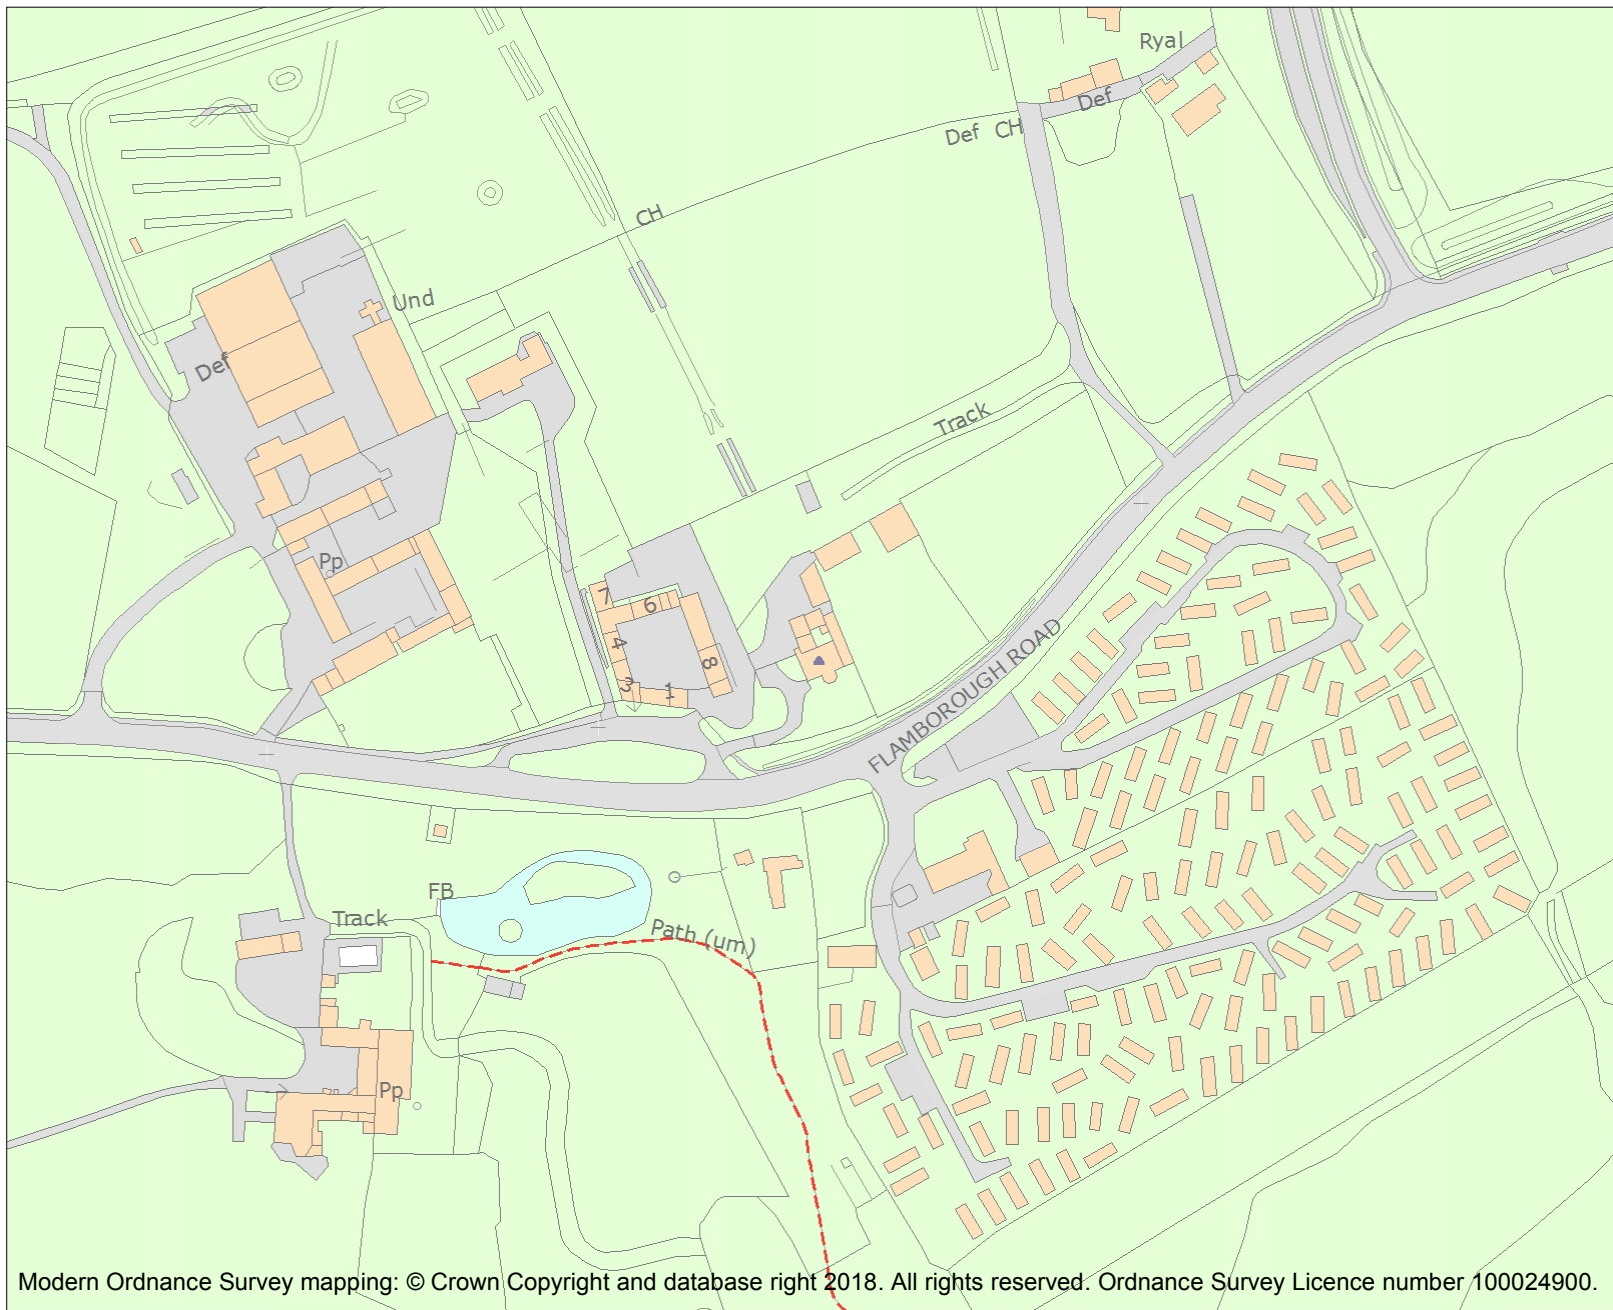 Ryal
Def
Def CH
CH
Und
Def
Track
Pp
7
6
4
8
3
1
FLAMBOROUGH ROAD
FB
Track
Path (um)
Pp
Modern Ordnance Survey mapping: © Crown Copyright and database right 2018. All rights reserved. Ordnance Survey Licence number 100024900.